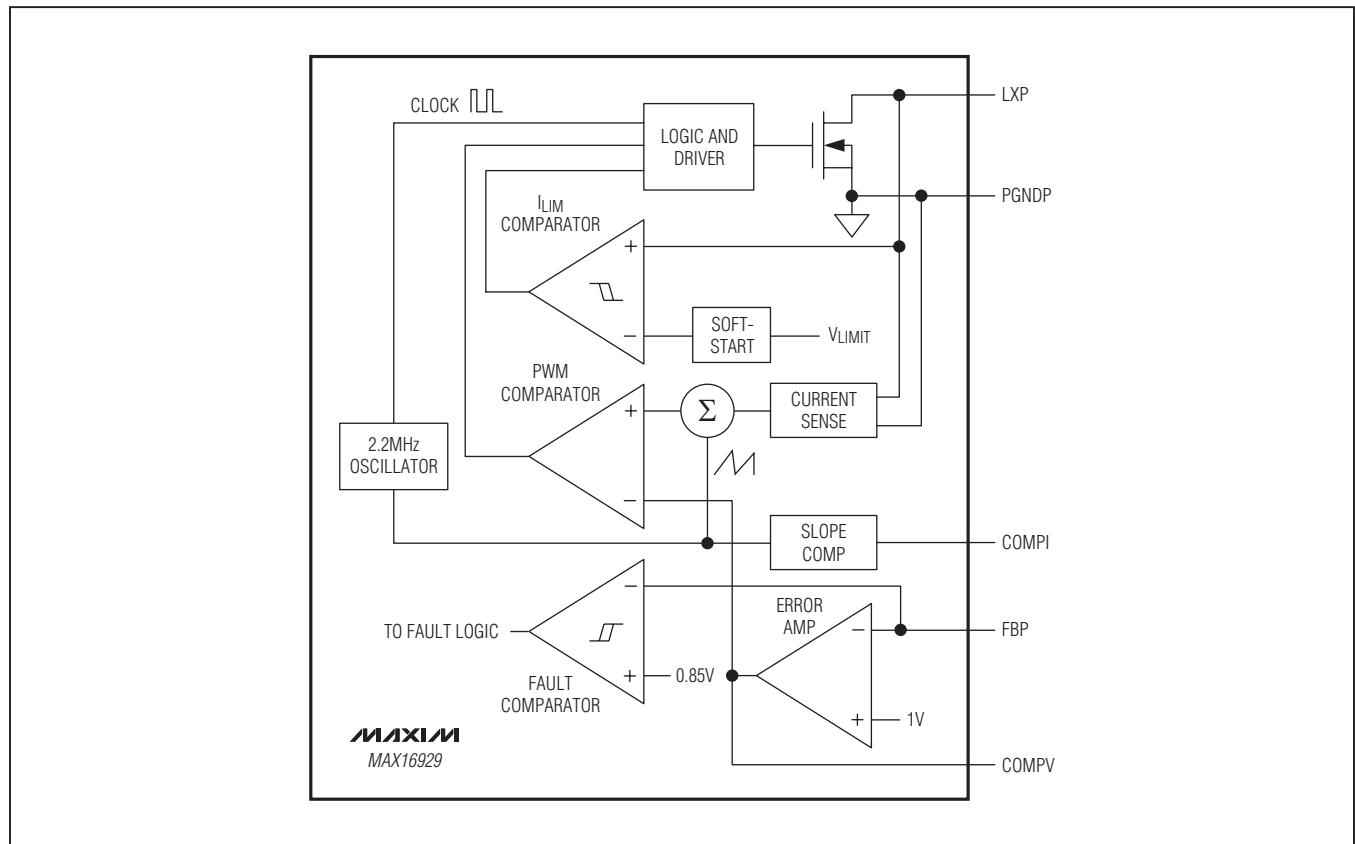 CLOCK
LOGIC AND
DRIVER
LXP
PGNDP
ILIM
COMPARATOR
+
−
SOFT-
START
VLIMIT
PWM
COMPARATOR
+
−
Σ
CURRENT
SENSE
2.2MHz
OSCILLATOR
SLOPE
COMP
COMPI
ERROR
AMP
−
+
1V
FBP
TO FAULT LOGIC
−
+
0.85V
FAULT
COMPARATOR
COMPV
MAXIM
MAX16929